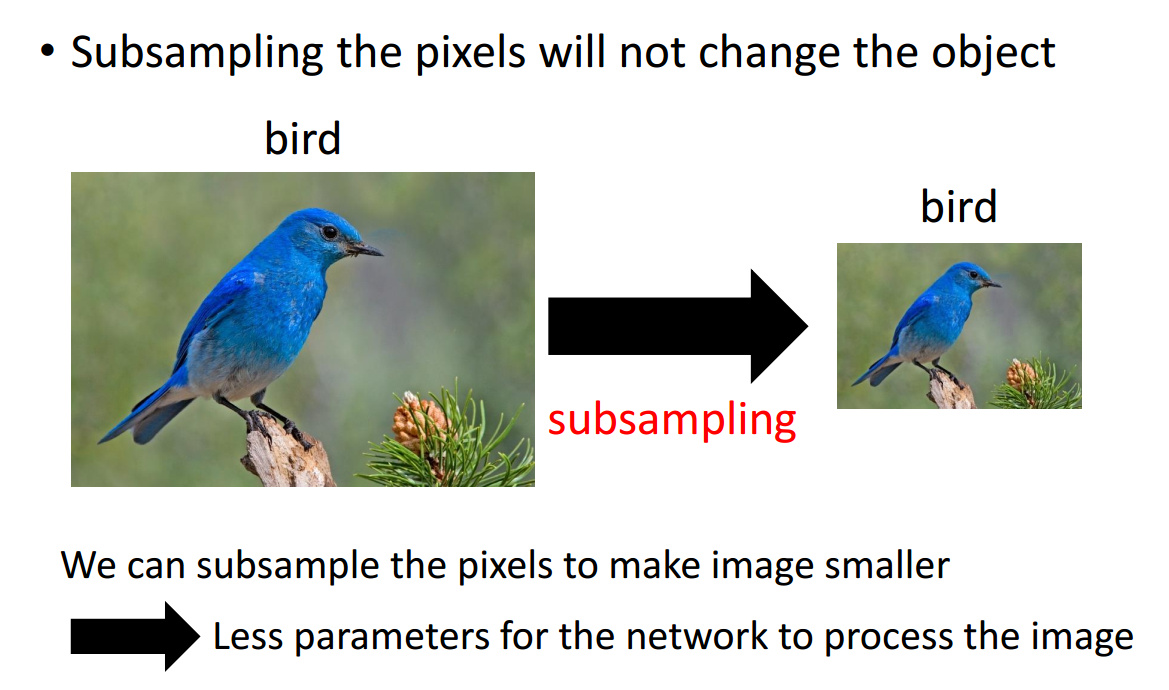 • Subsampling the pixels will not change the object
bird
bird
subsampling
We can subsample the pixels to make image smaller
Less parameters for the network to process the image